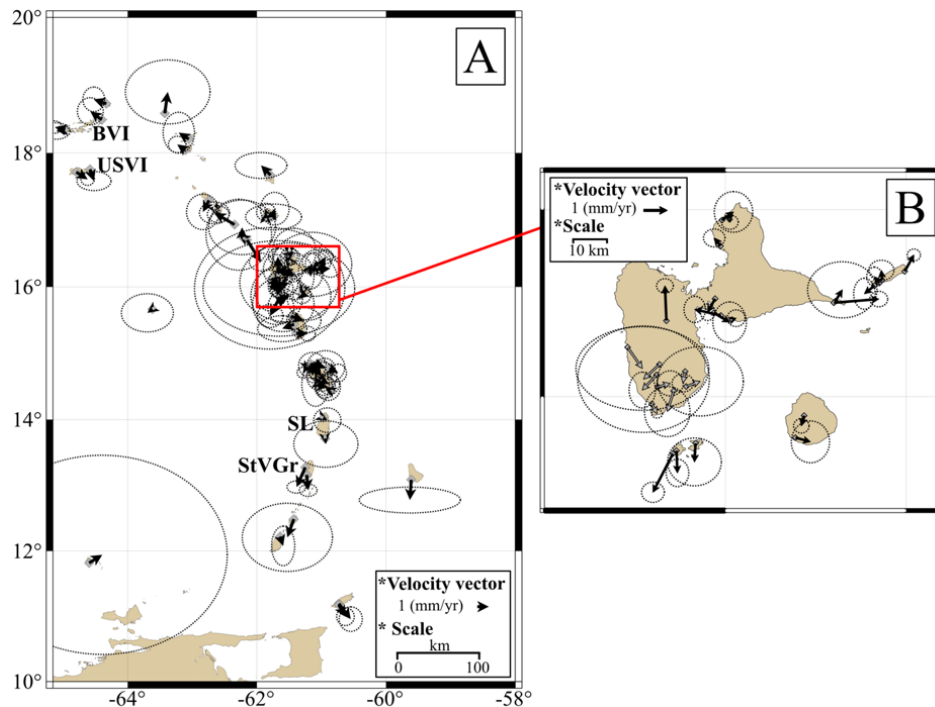 20°
A
BVI
18°
USVI
*Velocity vector
1 (mm/yr)
*Scale
10 km
B
16°
14°
SL
StVGr
12°
*Velocity vector
1 (mm/yr)
* Scale
km
0 100
10°
-64° -62° -60° -58°